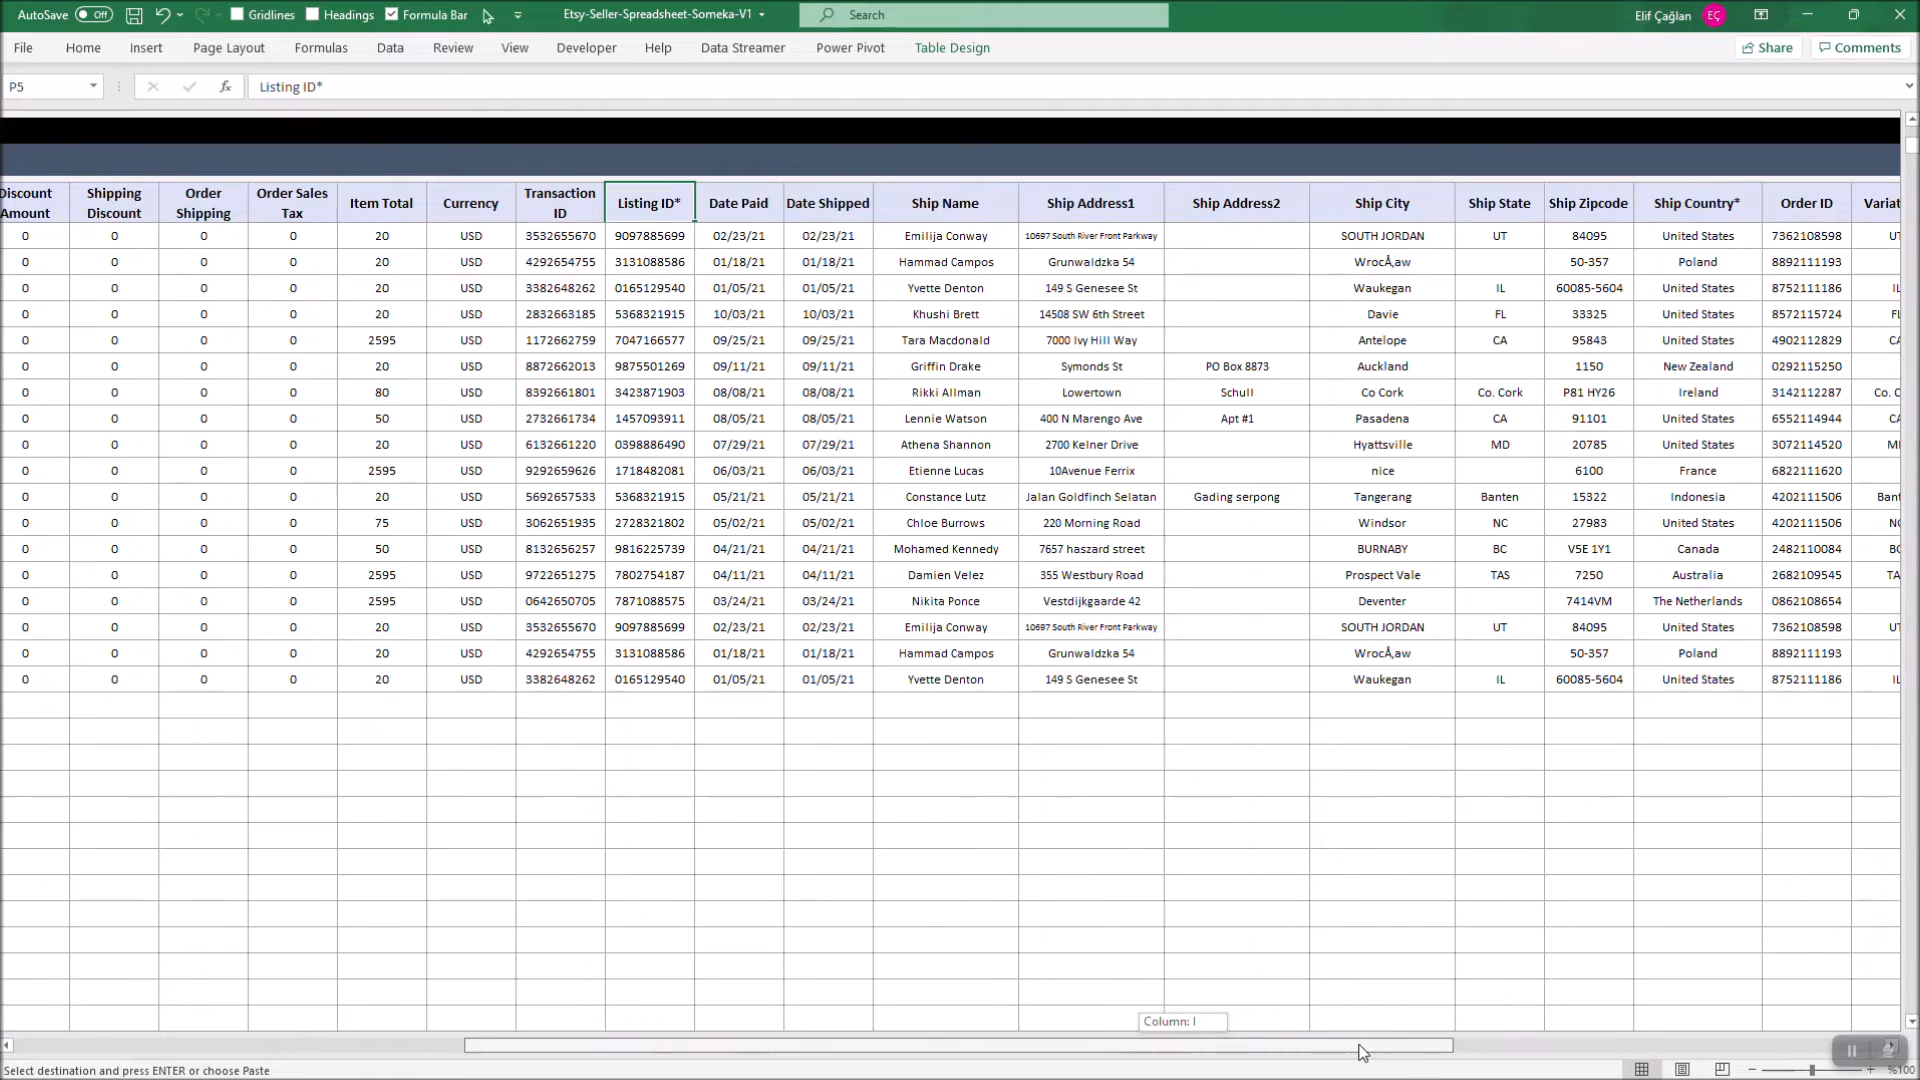 AutoSave Off Gridlines Headings Formula Bar Etsy-Seller-Spreadsheet-Someka-V1 Search Elif Çağlan EÇ
File Home Insert Page Layout Formulas Data Review View Developer Help Data Streamer Power Pivot Table Design Share Comments
P5 fx Listing ID*
Discount Amount Shipping Discount Order Shipping Order Sales Tax Item Total Currency Transaction ID Listing ID* Date Paid Date Shipped Ship Name Ship Address1 Ship Address2 Ship City Ship State Ship Zipcode Ship Country* Order ID Variat
0 0 0 0 20 USD 3532655670 9097885699 02/23/21 02/23/21 Emilija Conway 10697 South River Front Parkway SOUTH JORDAN UT 84095 United States 7362108598 UT
0 0 0 0 20 USD 4292654755 3131088586 01/18/21 01/18/21 Hammad Campos Grunwaldzka 54 WrocÅ‚aw 50-357 Poland 8892111193
0 0 0 0 20 USD 3382648262 0165129540 01/05/21 01/05/21 Yvette Denton 149 S Genesee St Waukegan IL 60085-5604 United States 8752111186 IL
0 0 0 0 20 USD 2832663185 5368321915 10/03/21 10/03/21 Khushi Brett 14508 SW 6th Street Davie FL 33325 United States 8572115724 FL
0 0 0 0 2595 USD 1172662759 7047166577 09/25/21 09/25/21 Tara Macdonald 7000 Ivy Hill Way Antelope CA 95843 United States 4902112829 CA
0 0 0 0 20 USD 8872662013 9875501269 09/11/21 09/11/21 Griffin Drake Symonds St PO Box 8873 Auckland 1150 New Zealand 0292115250
0 0 0 0 80 USD 8392661801 3423871903 08/08/21 08/08/21 Rikki Allman Lowertown Schull Co Cork Co. Cork P81 HY26 Ireland 3142112287 Co. C
0 0 0 0 50 USD 2732661734 1457093911 08/05/21 08/05/21 Lennie Watson 400 N Marengo Ave Apt #1 Pasadena CA 91101 United States 6552114944 CA
0 0 0 0 20 USD 6132661220 0398886490 07/29/21 07/29/21 Athena Shannon 2700 Kelner Drive Hyattsville MD 20785 United States 3072114520 MD
0 0 0 0 2595 USD 9292659626 1718482081 06/03/21 06/03/21 Etienne Lucas 10Avenue Ferrix nice 6100 France 6822111620
0 0 0 0 20 USD 5692657533 5368321915 05/21/21 05/21/21 Constance Lutz Jalan Goldfinch Selatan Gading serpong Tangerang Banten 15322 Indonesia 4202111506 Bant
0 0 0 0 75 USD 3062651935 2728321802 05/02/21 05/02/21 Chloe Burrows 220 Morning Road Windsor NC 27983 United States 4202111506 NC
0 0 0 0 50 USD 8132656257 9816225739 04/21/21 04/21/21 Mohamed Kennedy 7657 haszard street BURNABY BC V5E 1Y1 Canada 2482110084 BC
0 0 0 0 2595 USD 9722651275 7802754187 04/11/21 04/11/21 Damien Velez 355 Westbury Road Prospect Vale TAS 7250 Australia 2682109545 TA
0 0 0 0 2595 USD 0642650705 7871088575 03/24/21 03/24/21 Nikita Ponce Vestdijkgaarde 42 Deventer 7414VM The Netherlands 0862108654
0 0 0 0 20 USD 3532655670 9097885699 02/23/21 02/23/21 Emilija Conway 10697 South River Front Parkway SOUTH JORDAN UT 84095 United States 7362108598 UT
0 0 0 0 20 USD 4292654755 3131088586 01/18/21 01/18/21 Hammad Campos Grunwaldzka 54 WrocÅ‚aw 50-357 Poland 8892111193
0 0 0 0 20 USD 3382648262 0165129540 01/05/21 01/05/21 Yvette Denton 149 S Genesee St Waukegan IL 60085-5604 United States 8752111186 IL
Column: I
Select destination and press ENTER or choose Paste %100